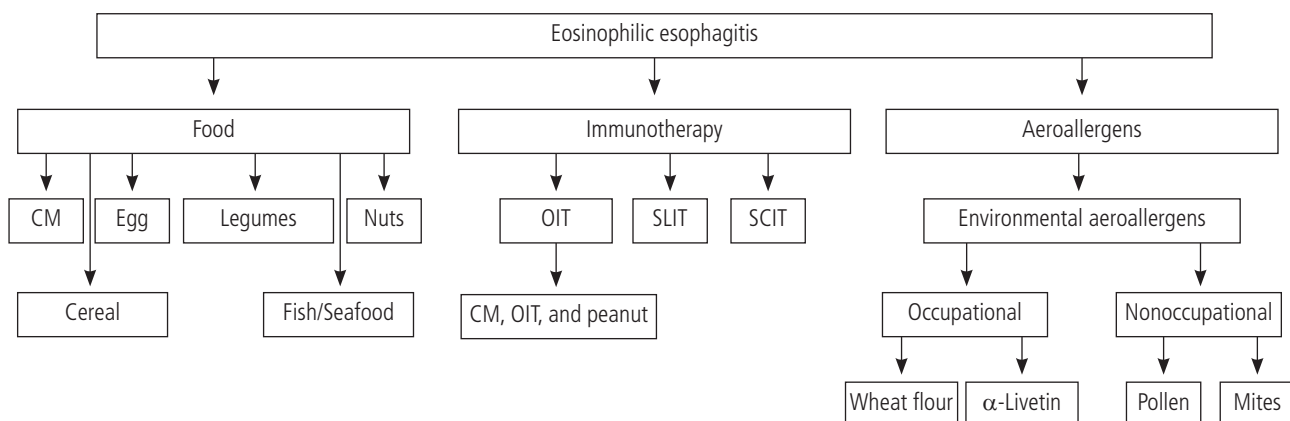 Eosinophilic esophagitis
Food
Immunotherapy
Aeroallergens
CM
Egg
Legumes
Nuts
OIT
SLIT
SCIT
Environmental aeroallergens
Cereal
Fish/Seafood
CM, OIT, and peanut
Occupational
Nonoccupational
Wheat flour
α-Livetin
Pollen
Mites